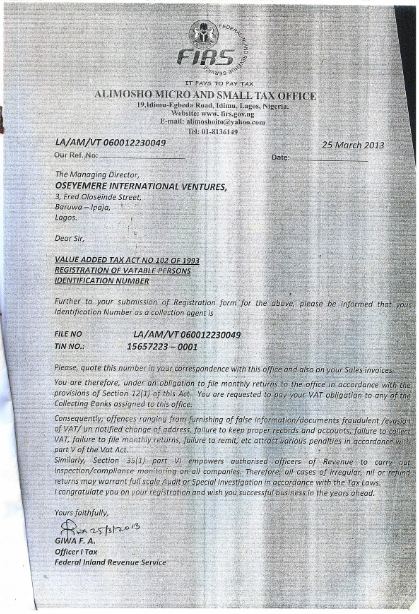 FIRS
IT PAYS TO PAY TAX
ALIMOSHO MICRO AND SMALL TAX OFFICE
19,Idimu-Egbeda Road, Idimu, Lagos, Nigeria.
Website: www. firs.gov.ng
E-mail: alimoshoito@yahoo.com
Tel: 01-8136149
LA/AM/VT 060012230049
25 March 2013
Our Ref. No:
Date:
The Managing Director,
OSEYEMERE INTERNATIONAL VENTURES,
3, Fred Oloseinde Street,
Baruwa – Ipaja,
Lagos.
Dear Sir,
VALUE ADDED TAX ACT NO 102 OF 1993
REGISTRATION OF VATABLE PERSONS
IDENTIFICATION NUMBER
Further to your submission of Registration form for the above, please be informed that your
Identification Number as a collection agent is
FILE NO LA/AM/VT 060012230049
TIN NO.: 15657223 – 0001
Please, quote this number in your correspondence with this office and also on your Sales invoices.
You are therefore, under an obligation to file monthly returns to the office in accordance with the
provisions of Section 12(1) of this Act. You are requested to pay your VAT obligation to any of the
Collecting Banks assigned to this office.
Consequently, offences ranging from furnishing of false information/documents fraudulent /evasion
of VAT/ un notified change of address, failure to keep proper records and accounts, failure to collect
VAT, failure to file monthly returns, failure to remit, etc attract various penalties in accordance with
part V of the Vat Act.
Similarly, Section 35(1) part VI empowers authorised officers of Revenue to carry out
inspection/compliance monitoring on all companies. Therefore, all cases of irregular, nil or refund
returns may warrant full scale Audit or Special Investigation in accordance with the Tax Laws.
I congratulate you on your registration and wish you successful business in the years ahead.
Yours faithfully,
25/3/2013
GIWA F. A.
Officer I Tax
Federal Inland Revenue Service